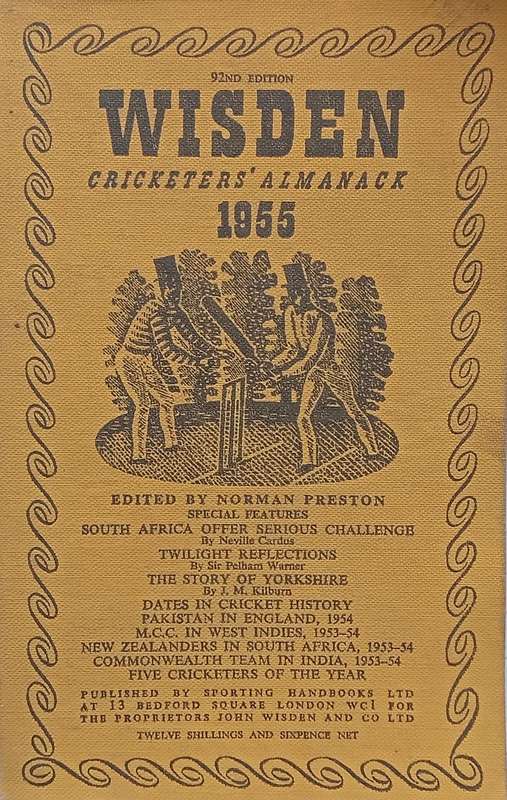 92ND EDITION
WISDEN
CRICKETERS' ALMANACK
1955
EDITED BY NORMAN PRESTON
SPECIAL FEATURES
SOUTH AFRICA OFFER SERIOUS CHALLENGE
By Neville Cardus
TWILIGHT REFLECTIONS
By Sir Pelham Warner
THE STORY OF YORKSHIRE
By J. M. Kilburn
DATES IN CRICKET HISTORY
PAKISTAN IN ENGLAND, 1954
M.C.C. IN WEST INDIES, 1953–54
NEW ZEALANDERS IN SOUTH AFRICA, 1953–54
COMMONWEALTH TEAM IN INDIA, 1953–54
FIVE CRICKETERS OF THE YEAR
PUBLISHED BY SPORTING HANDBOOKS LTD
AT 13 BEDFORD SQUARE LONDON WC1 FOR
THE PROPRIETORS JOHN WISDEN AND CO LTD
TWELVE SHILLINGS AND SIXPENCE NET